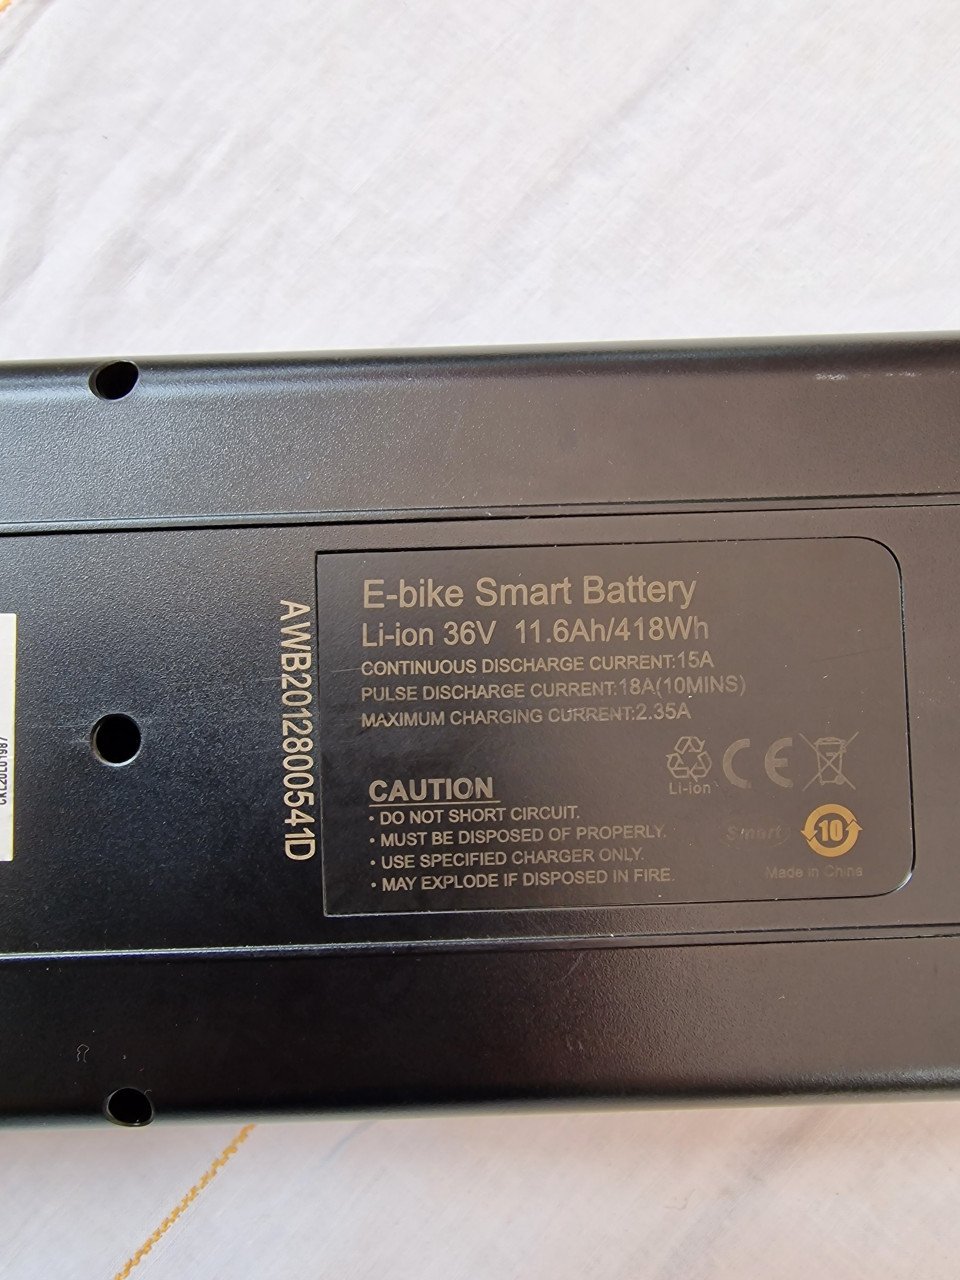 E-bike Smart Battery
Li-ion 36V 11.6Ah/418Wh
CONTINUOUS DISCHARGE CURRENT:15A
PULSE DISCHARGE CURRENT:18A(10MINS)
MAXIMUM CHARGING CURRENT:2.35A
Li-ion
CE
CAUTION
• DO NOT SHORT CIRCUIT.
• MUST BE DISPOSED OF PROPERLY.
• USE SPECIFIED CHARGER ONLY.
• MAY EXPLODE IF DISPOSED IN FIRE.
Smart
10
Made in China
AWB2012800541D
CKL20L01987